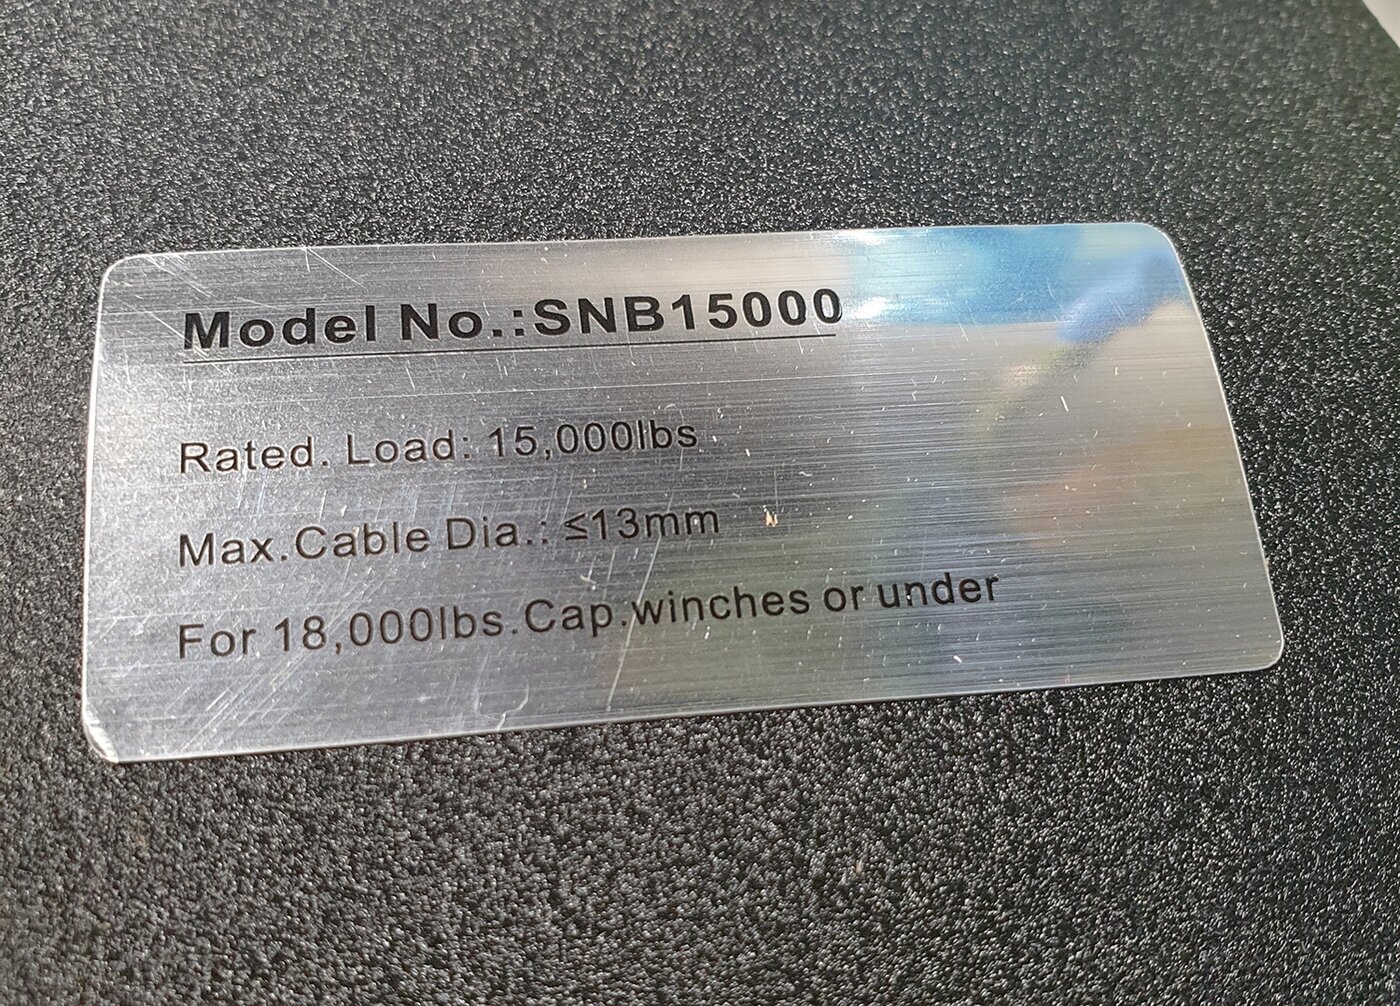 Model No.:SNB15000
Rated. Load: 15,000lbs
Max.Cable Dia.: ≤13mm
For 18,000lbs.Cap.winches or under